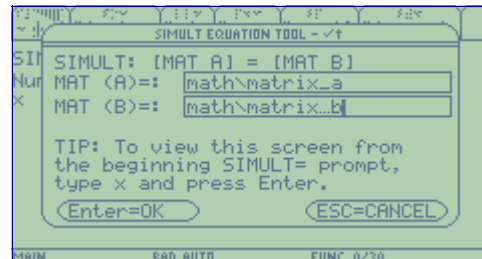 SIMULT EQUATION TOOL - √↑
SIMULT: [MAT A] = [MAT B]
Num
MAT (A)=: math\matrix_a
×
MAT (B)=: math\matrix…b
TIP: To view this screen from
the beginning SIMULT= prompt,
type x and press Enter.
Enter=OK ESC=CANCEL
MAIN RAD AUTO FUNC 0/30